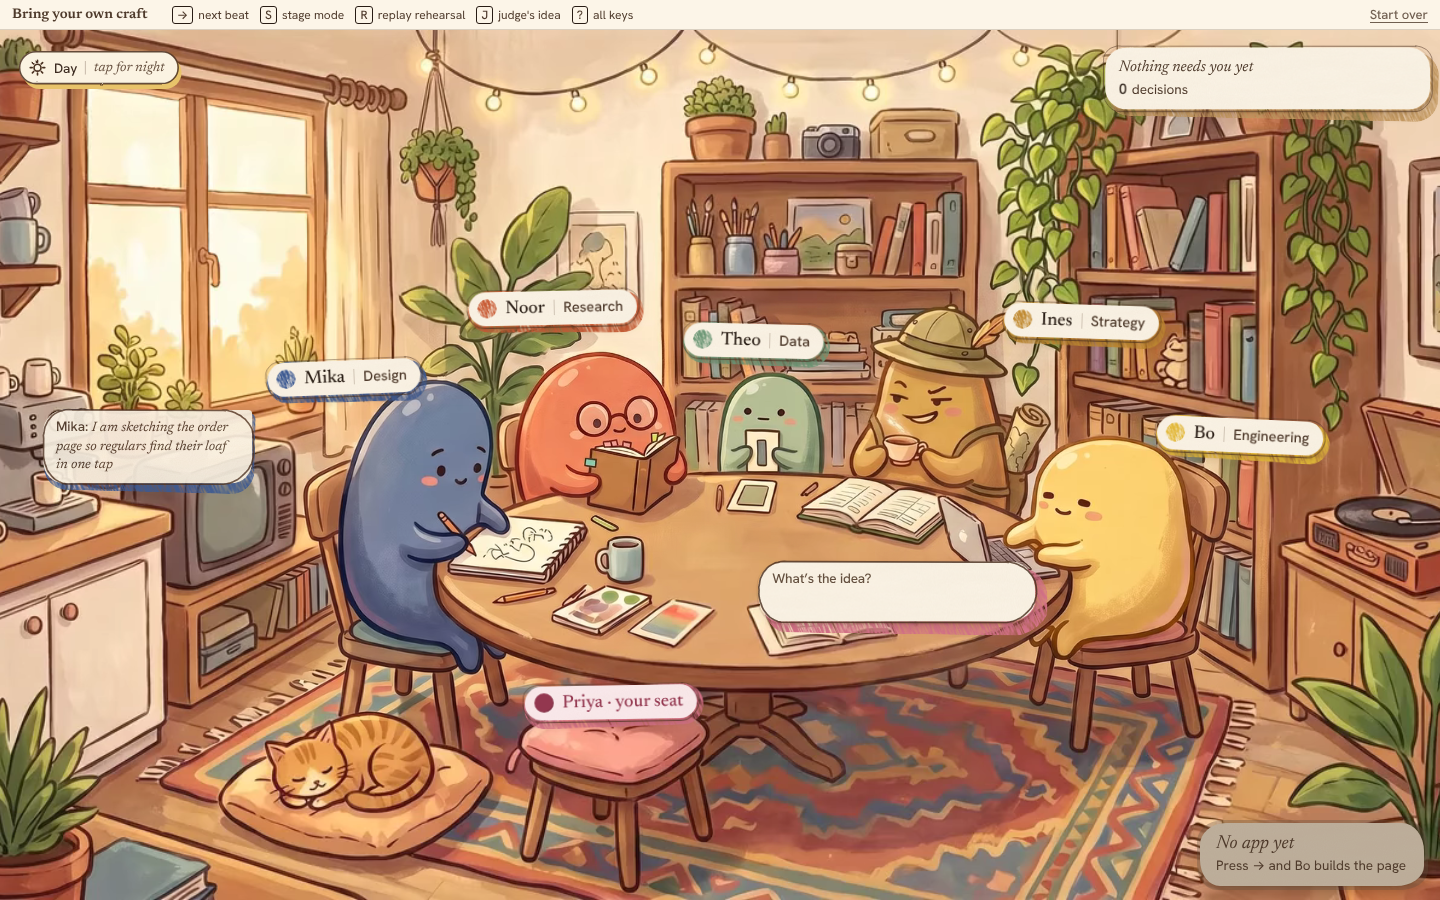 Bring your own craft
→ next beat S stage mode R replay rehearsal J judge's idea ? all keys
Start over
Day | tap for night
Nothing needs you yet
0 decisions
Noor | Research
Ines | Strategy
Theo | Data
Mika | Design
Bo | Engineering
Mika: I am sketching the order
page so regulars find their loaf
in one tap
What's the idea?
Priya · your seat
No app yet
Press → and Bo builds the page